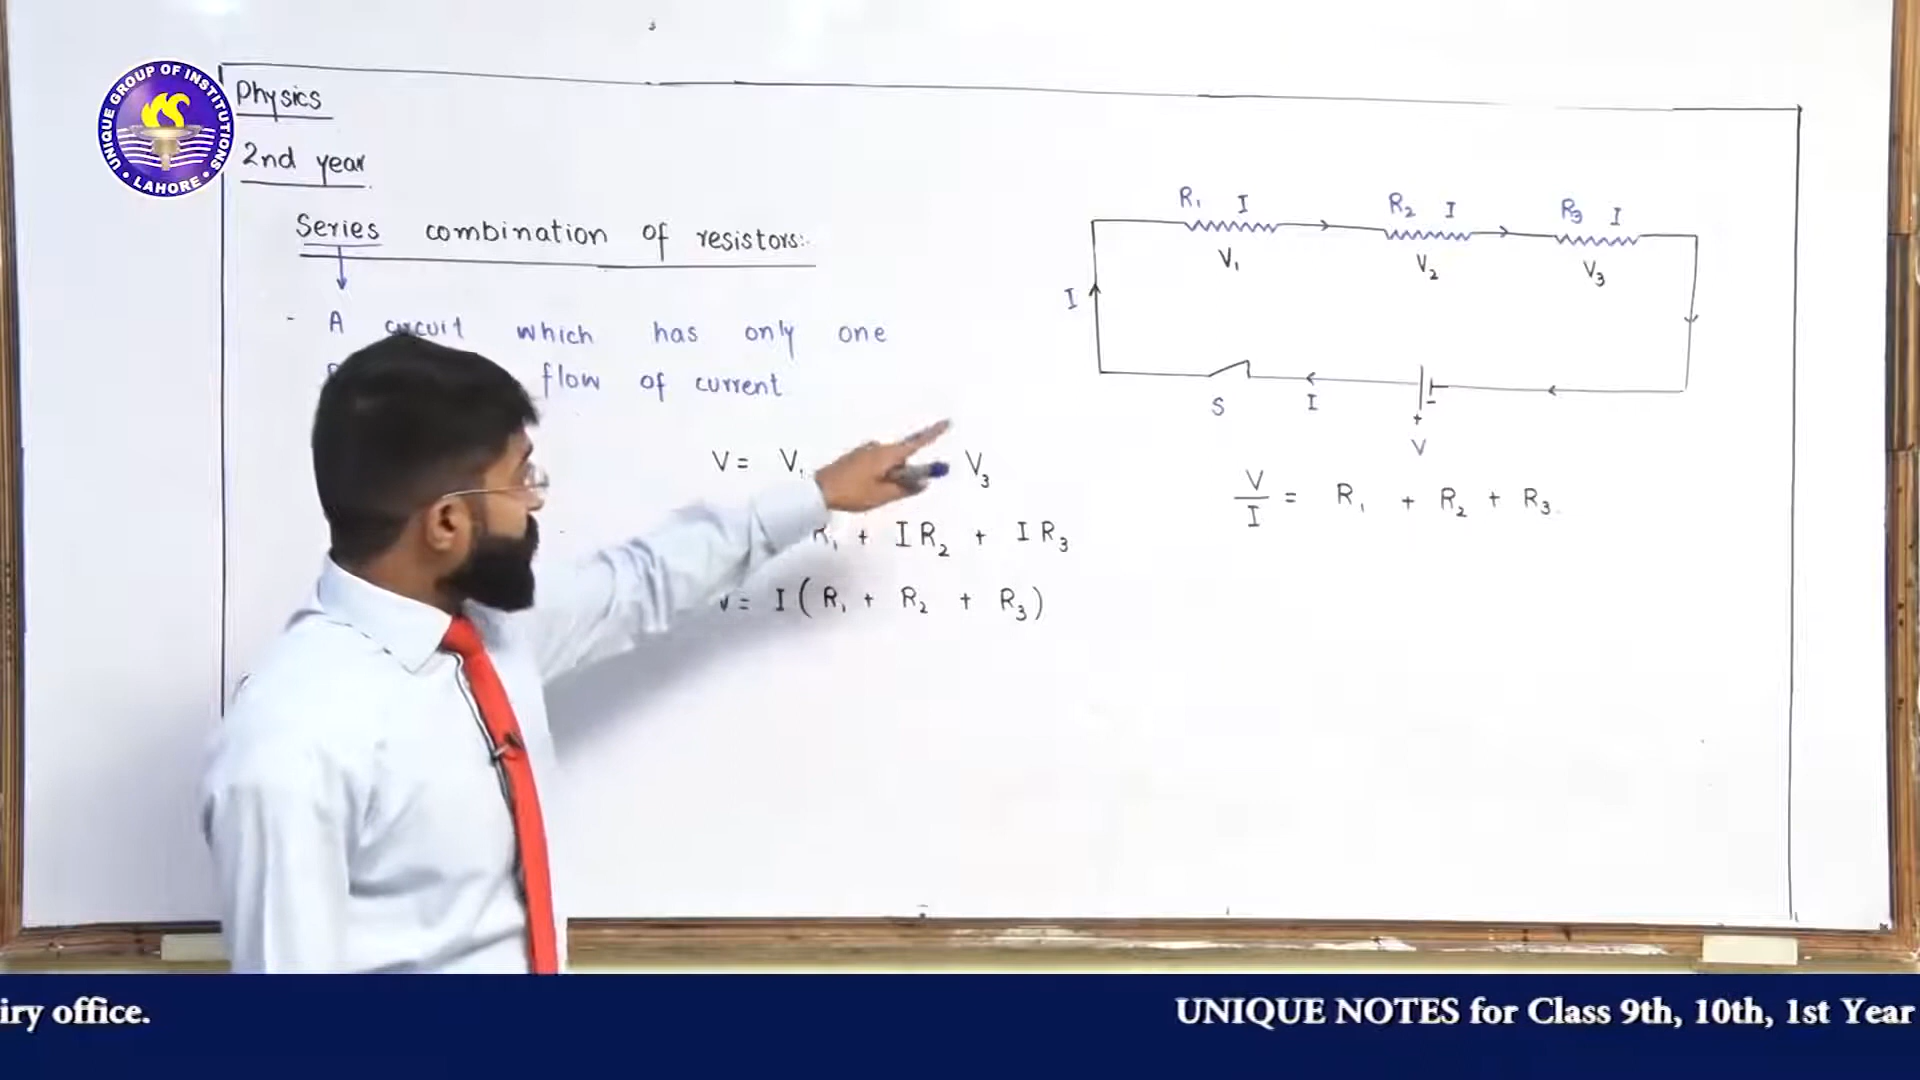 UNIQUE GROUP OF INSTITUTIONS
• LAHORE •
Physics
2nd year
Series combination of resistors:-
- A circuit which has only one
flow of current
R₁ I R₂ I R₃ I
V₁ V₂ V₃
I
S I + -
V
V = V₁ V₃
R₁ + I R₂ + I R₃
V = I ( R₁ + R₂ + R₃ )
V/I = R₁ + R₂ + R₃
iry office. UNIQUE NOTES for Class 9th, 10th, 1st Year